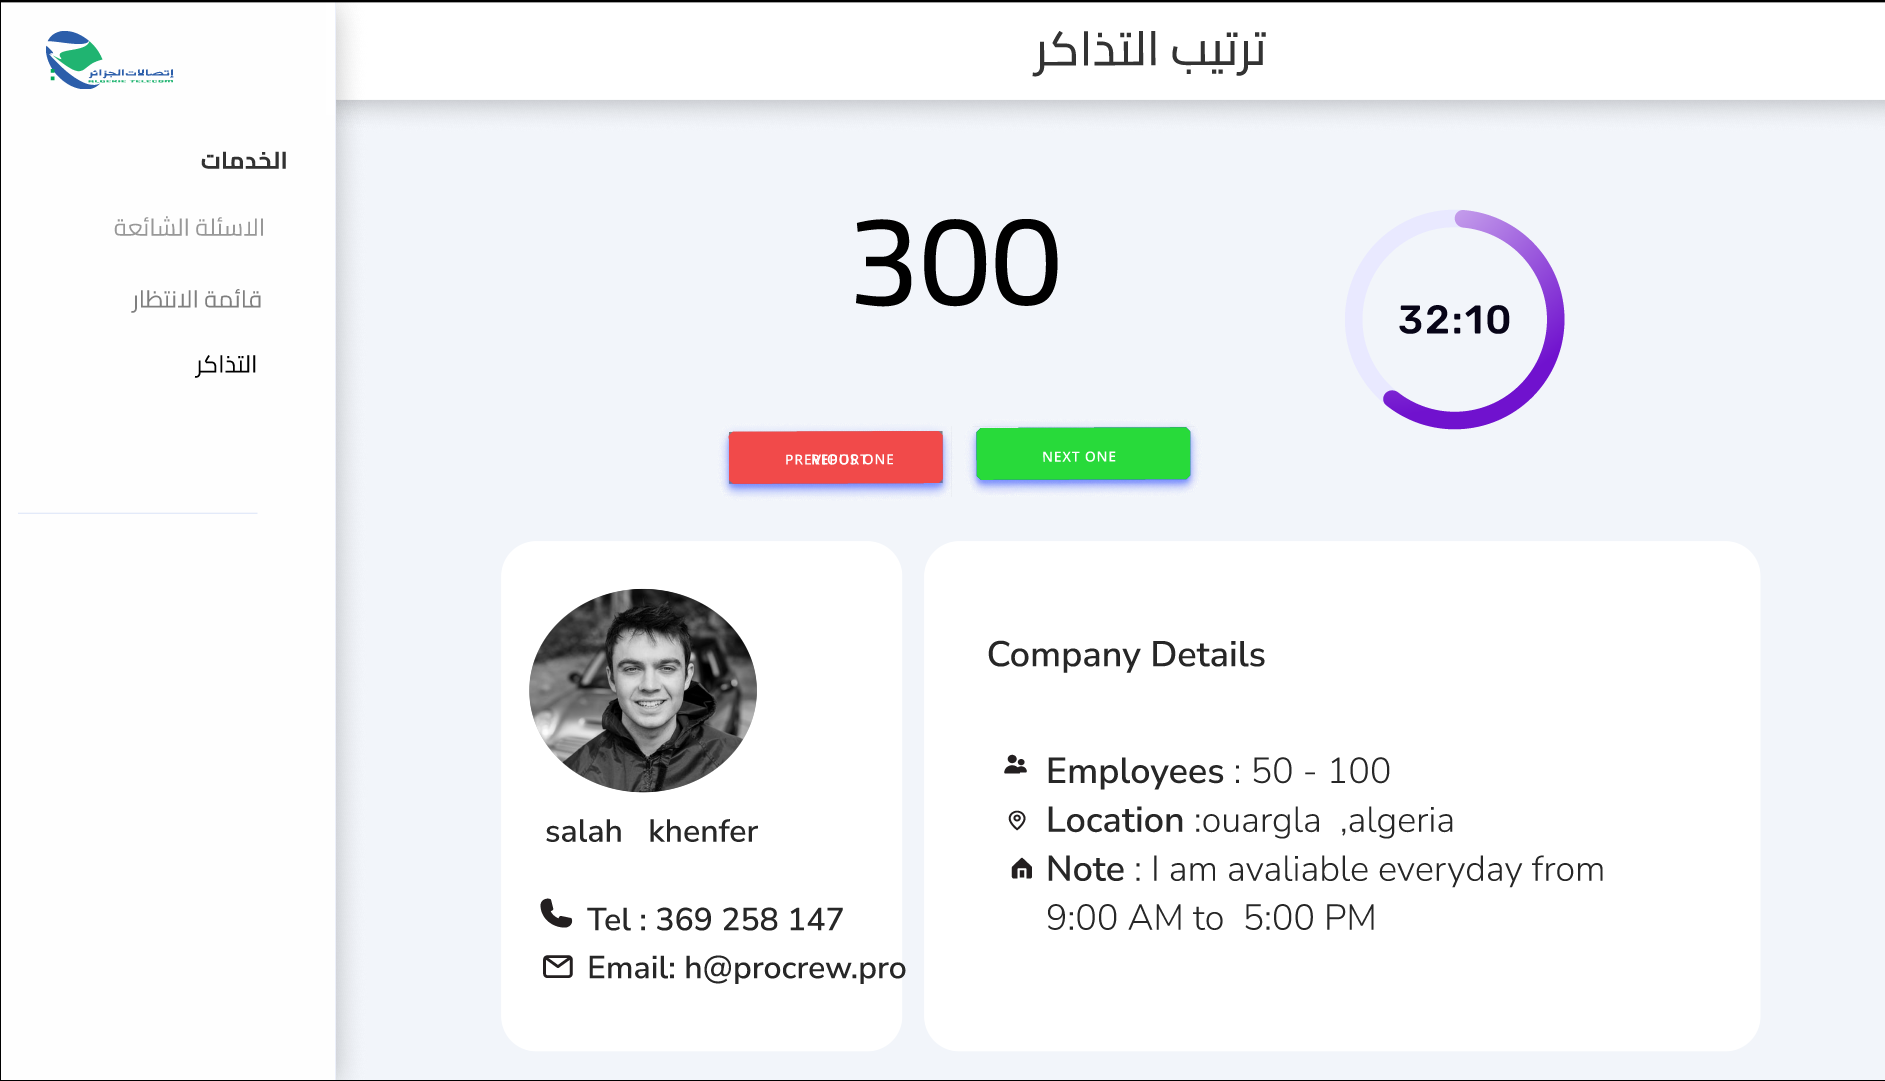 إتصالات الجزائر
ALGERIE TELECOM
ترتيب التذاكر
الخدمات
الاسئلة الشائعة
قائمة الانتظار
التذاكر
300
32:10
PREVIOUS ONE
REPORT
NEXT ONE
salah khenfer
Tel : 369 258 147
Email: h@procrew.pro
Company Details
Employees : 50 - 100
Location :ouargla ,algeria
Note : I am avaliable everyday from
9:00 AM to 5:00 PM